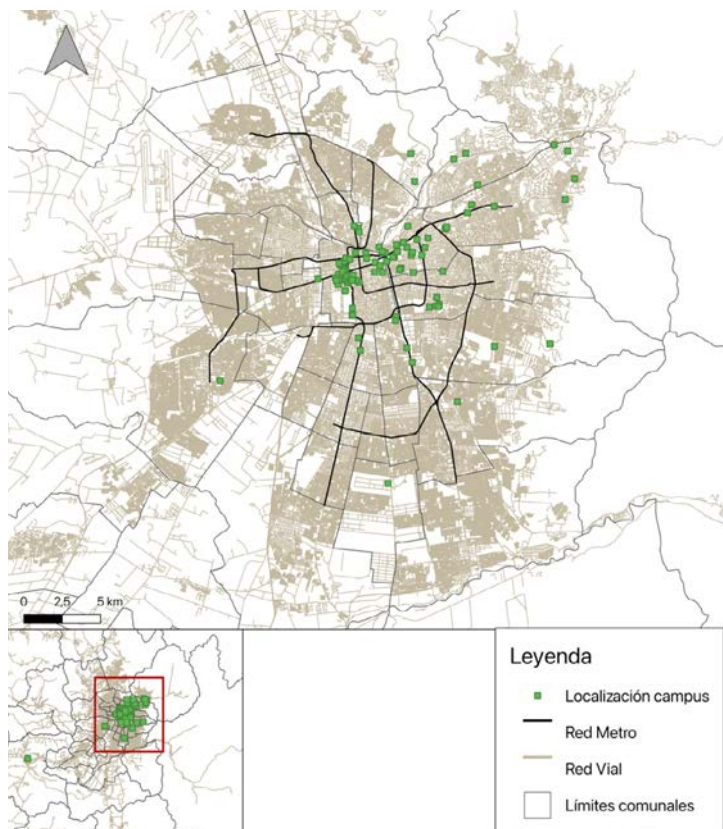 0 2,5 5 km
Leyenda
Localización campus
Red Metro
Red Vial
Límites comunales